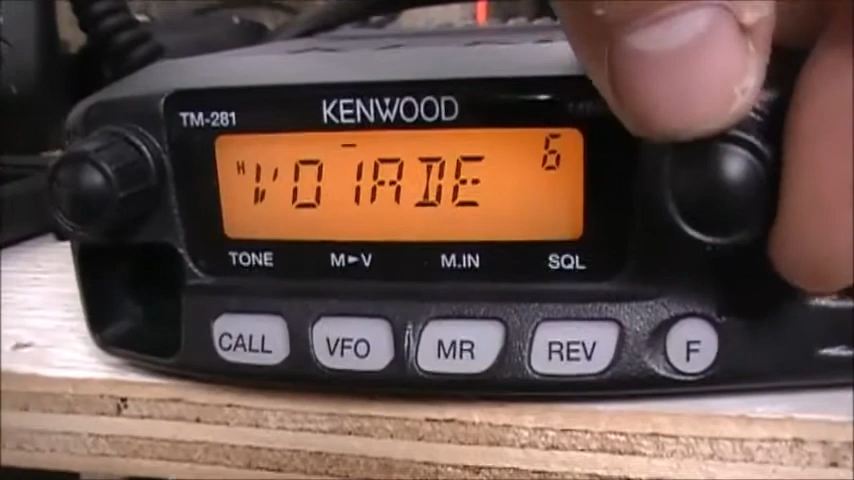 TM-281 KENWOOD
H V01ADE 6
TONE M►V M.IN SQL
CALL VFO MR REV F